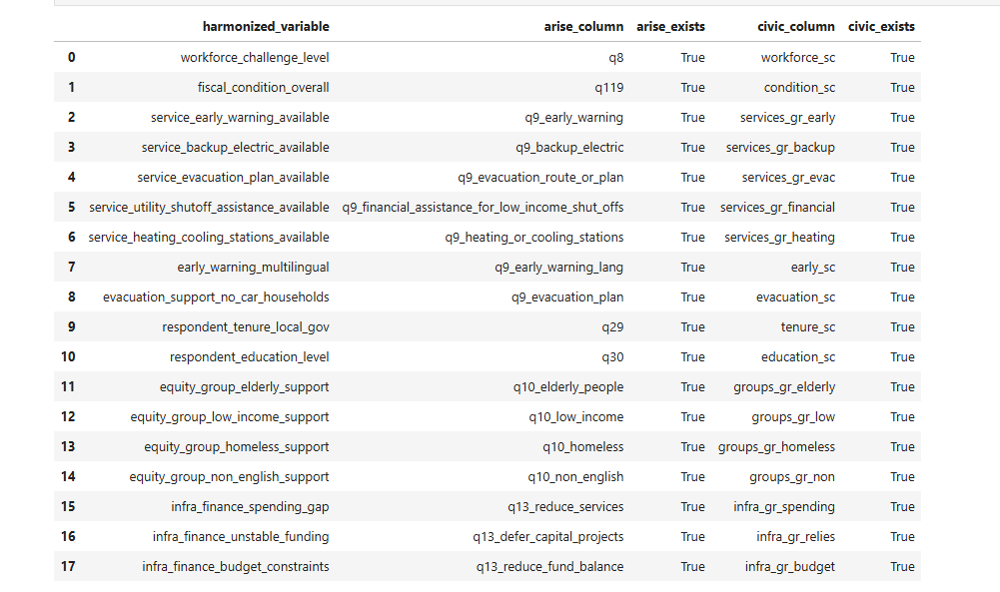 harmonized_variable arise_column arise_exists civic_column civic_exists
0 workforce_challenge_level q8 True workforce_sc True
1 fiscal_condition_overall q119 True condition_sc True
2 service_early_warning_available q9_early_warning True services_gr_early True
3 service_backup_electric_available q9_backup_electric True services_gr_backup True
4 service_evacuation_plan_available q9_evacuation_route_or_plan True services_gr_evac True
5 service_utility_shutoff_assistance_available q9_financial_assistance_for_low_income_shut_offs True services_gr_financial True
6 service_heating_cooling_stations_available q9_heating_or_cooling_stations True services_gr_heating True
7 early_warning_multilingual q9_early_warning_lang True early_sc True
8 evacuation_support_no_car_households q9_evacuation_plan True evacuation_sc True
9 respondent_tenure_local_gov q29 True tenure_sc True
10 respondent_education_level q30 True education_sc True
11 equity_group_elderly_support q10_elderly_people True groups_gr_elderly True
12 equity_group_low_income_support q10_low_income True groups_gr_low True
13 equity_group_homeless_support q10_homeless True groups_gr_homeless True
14 equity_group_non_english_support q10_non_english True groups_gr_non True
15 infra_finance_spending_gap q13_reduce_services True infra_gr_spending True
16 infra_finance_unstable_funding q13_defer_capital_projects True infra_gr_relies True
17 infra_finance_budget_constraints q13_reduce_fund_balance True infra_gr_budget True